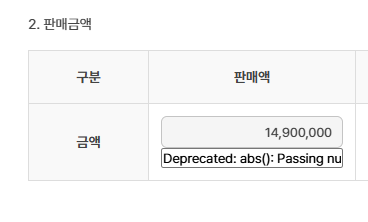 2. 판매금액
구분 판매액
금액 14,900,000
Deprecated: abs(): Passing nu